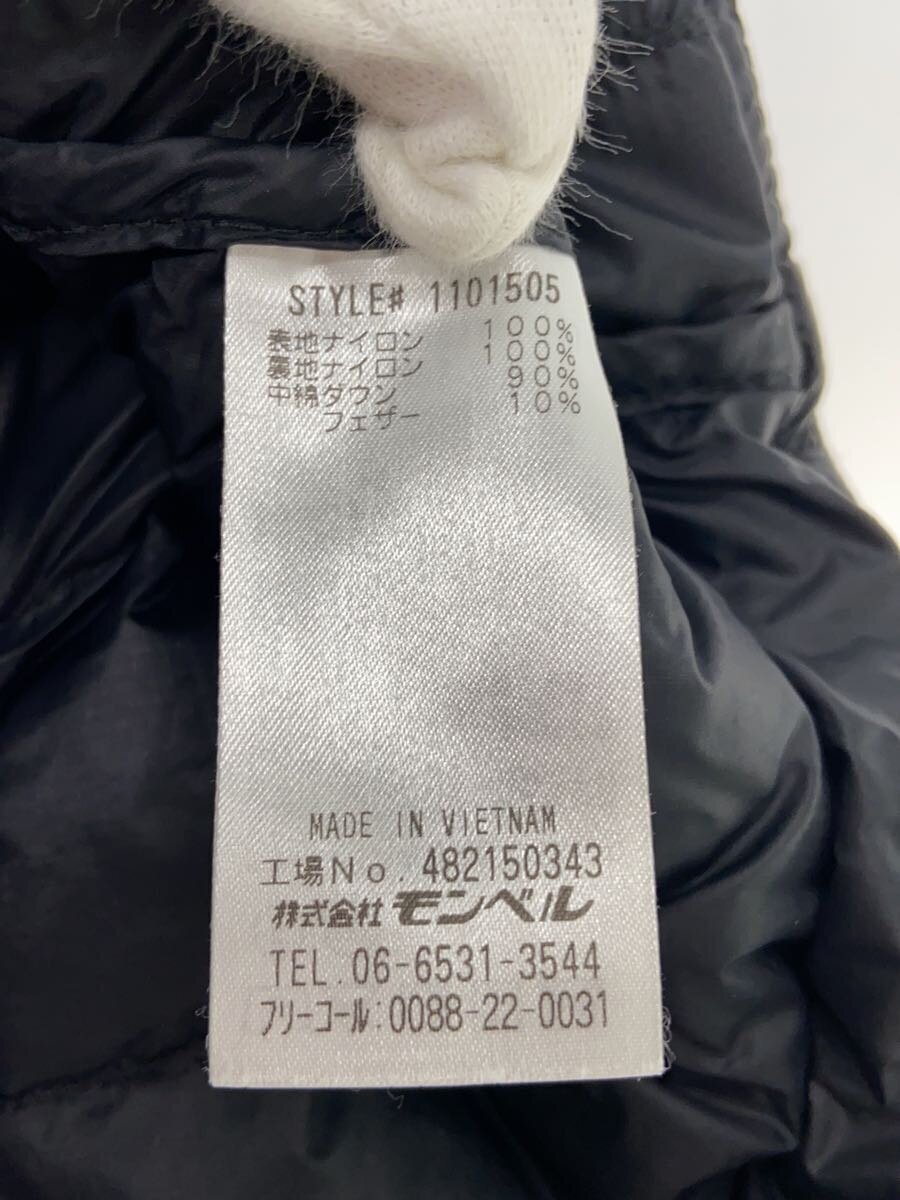 STYLE# 1101505
表地ナイロン 100%
裏地ナイロン 100%
中綿ダウン 90%
フェザー 10%
MADE IN VIETNAM
工場No. 482150343
株式会社 モンベル
TEL.06-6531-3544
フリーコール:0088-22-0031